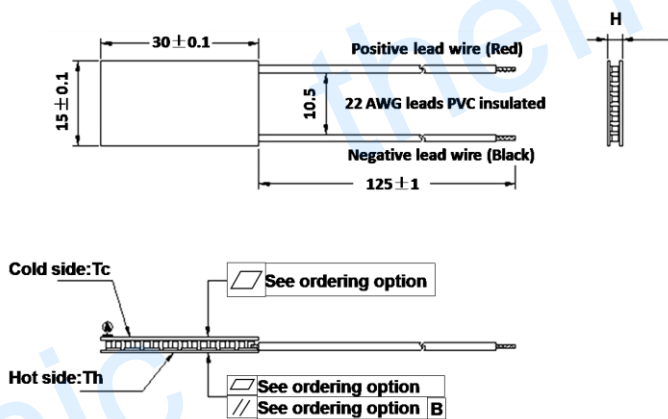 H
30±0.1
Positive lead wire (Red)
15±0.1
10.5
22 AWG leads PVC insulated
Negative lead wire (Black)
125±1
Cold side:Tc
See ordering option
Hot side:Th
See ordering option
// See ordering option B